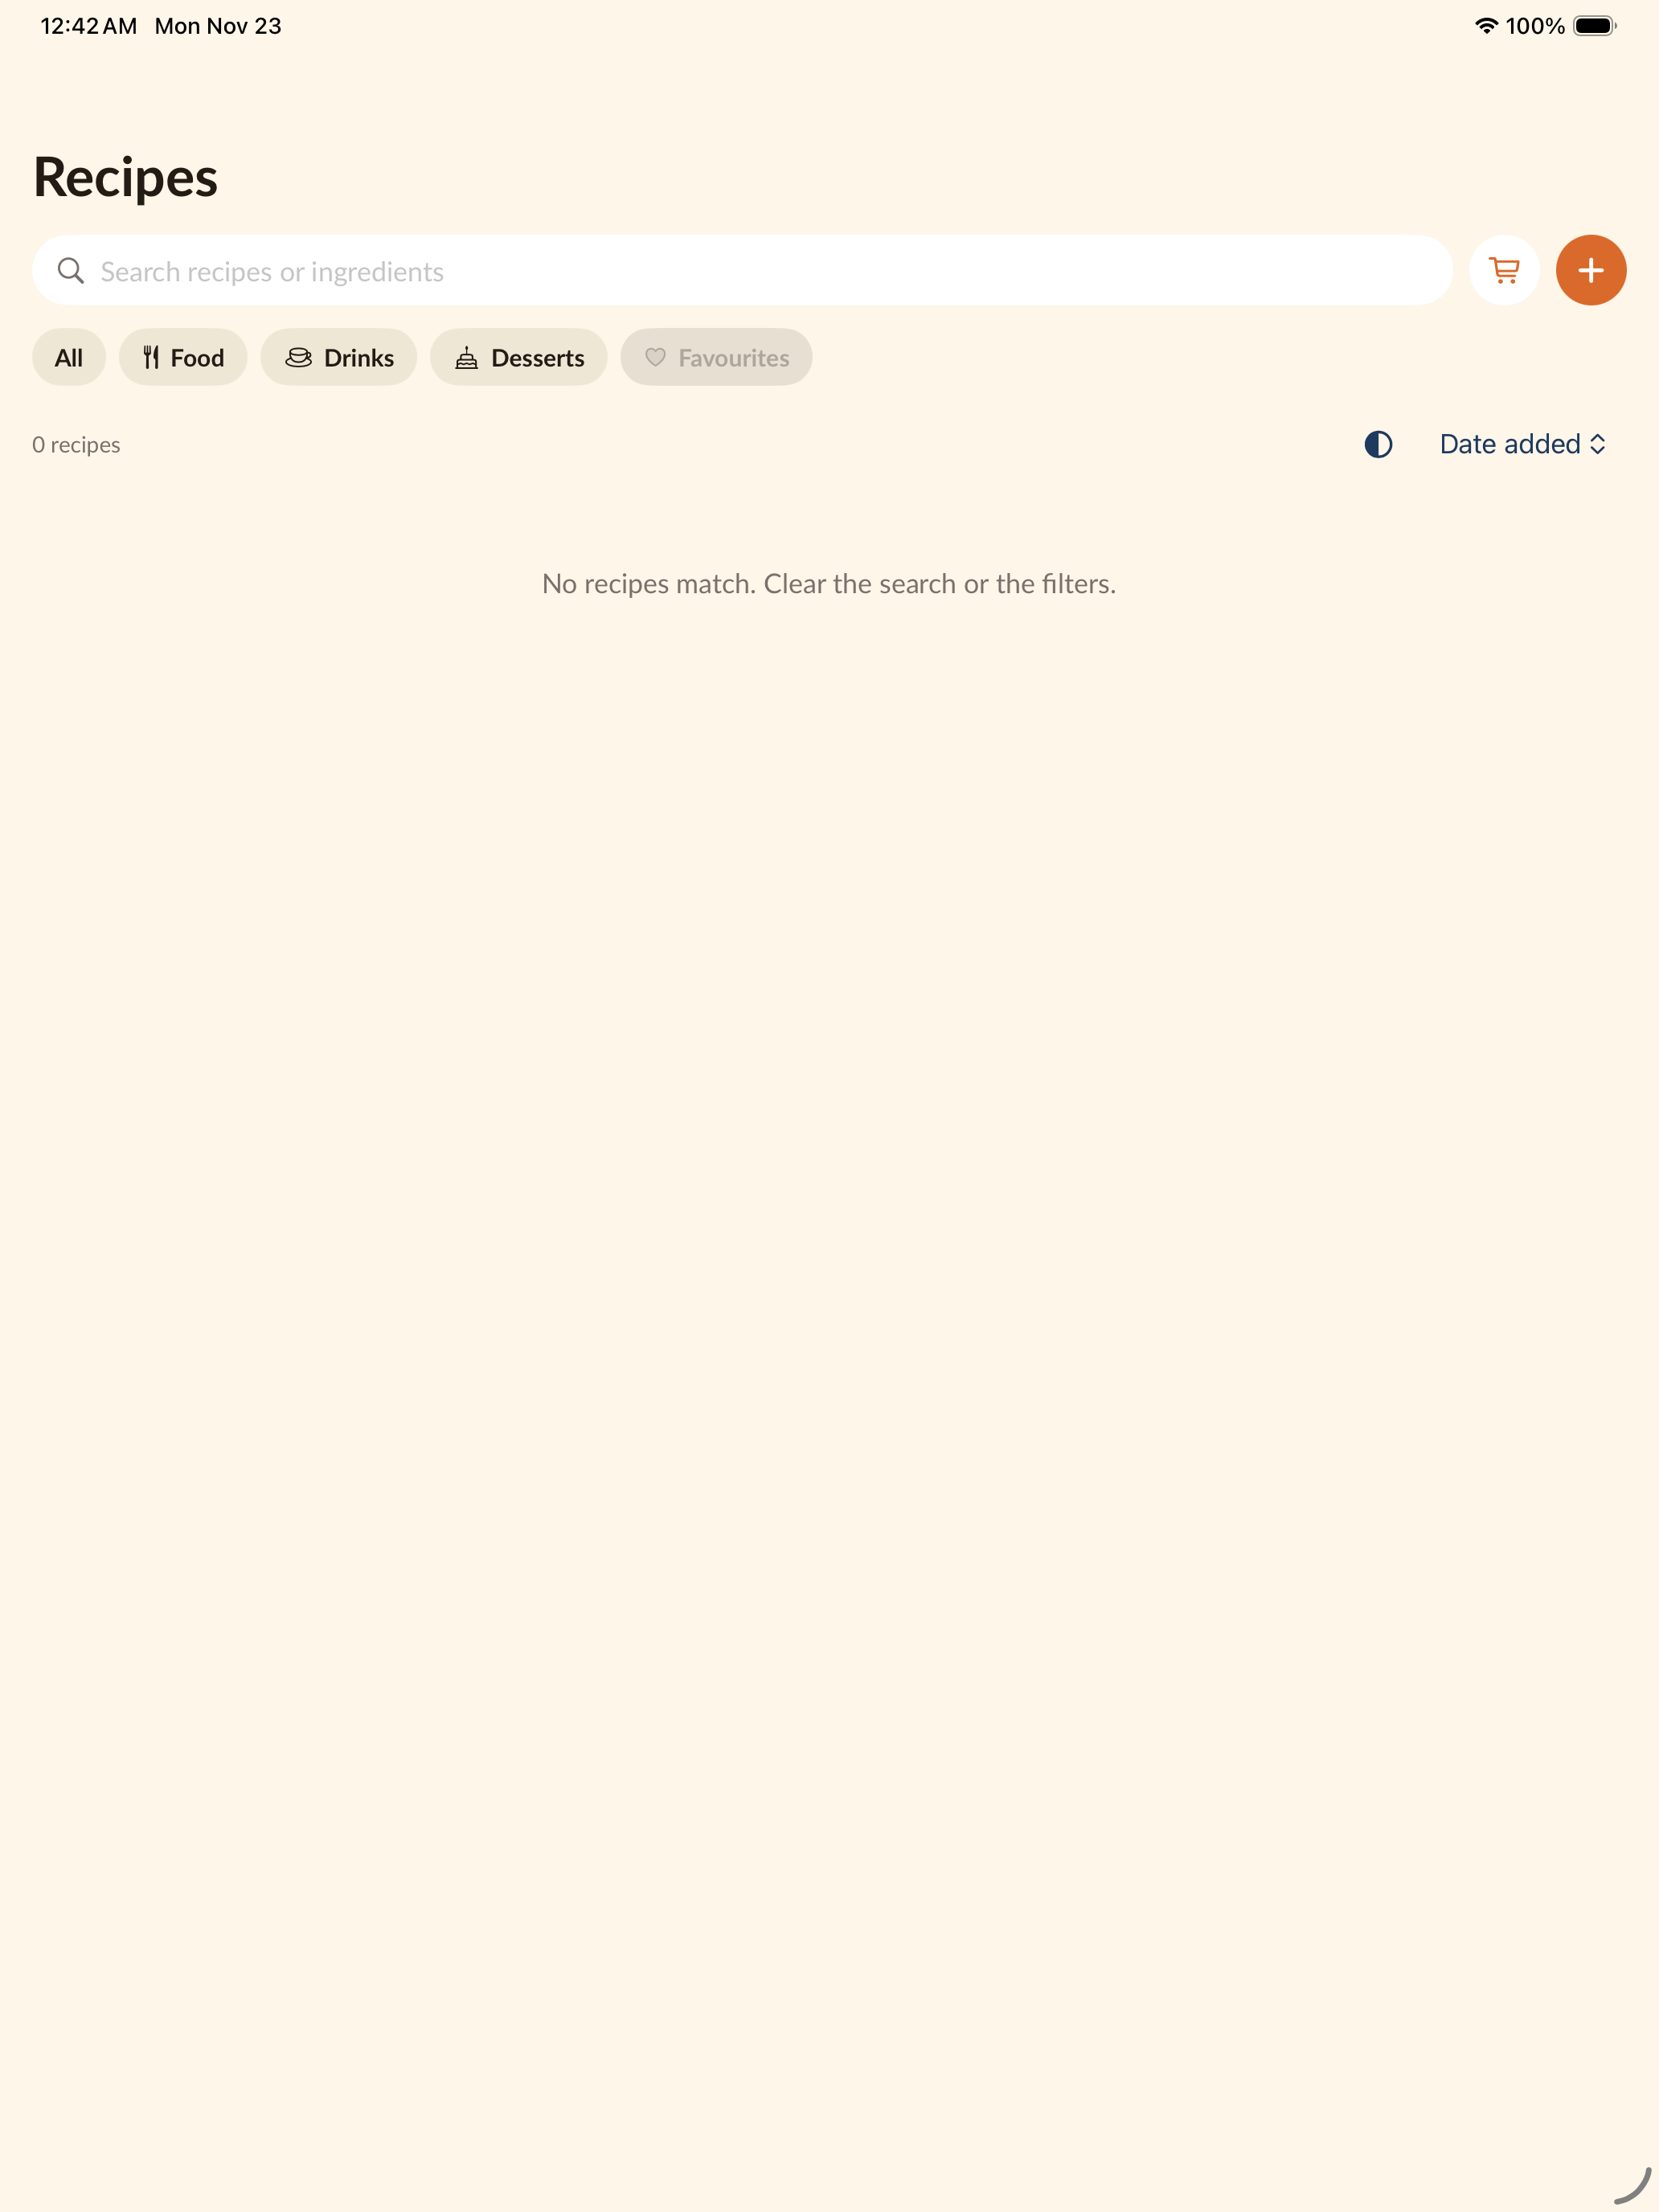 12:42 AM Mon Nov 23
100%
Recipes
Search recipes or ingredients
All
Food
Drinks
Desserts
Favourites
0 recipes
Date added
No recipes match. Clear the search or the filters.